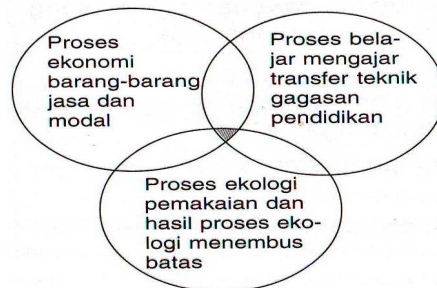 Proses
ekonomi
barang-barang
jasa dan
modal
Proses bela-
jar mengajar
transfer teknik
gagasan
pendidikan
Proses ekologi
pemakaian dan
hasil proses eko-
logi menembus
batas